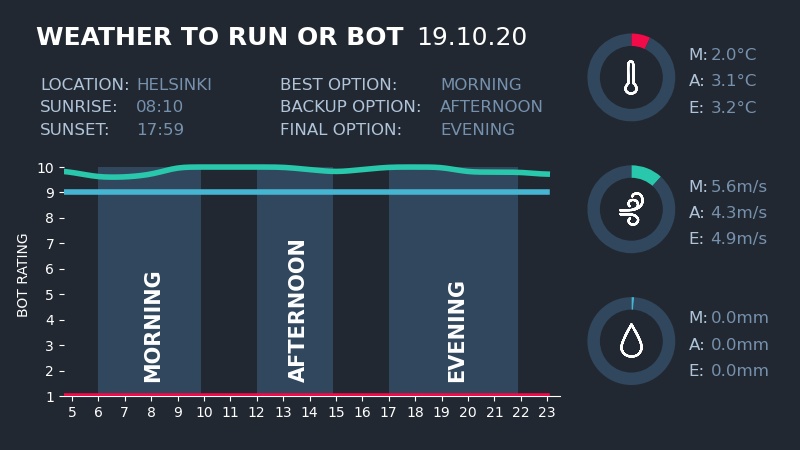 WEATHER TO RUN OR BOT 19.10.20
LOCATION: HELSINKI
SUNRISE: 08:10
SUNSET: 17:59
BEST OPTION: MORNING
BACKUP OPTION: AFTERNOON
FINAL OPTION: EVENING
M: 2.0°C
A: 3.1°C
E: 3.2°C
M: 5.6m/s
A: 4.3m/s
E: 4.9m/s
M: 0.0mm
A: 0.0mm
E: 0.0mm
BOT RATING
10
9
8
7
6
5
4
3
2
1
MORNING
AFTERNOON
EVENING
5 6 7 8 9 10 11 12 13 14 15 16 17 18 19 20 21 22 23